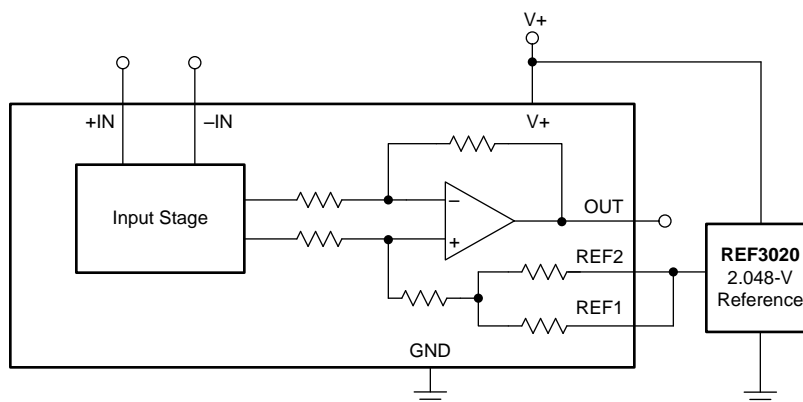 V+
+IN
–IN
V+
Input Stage
–
+
OUT
REF2
REF1
GND
REF3020
2.048-V
Reference